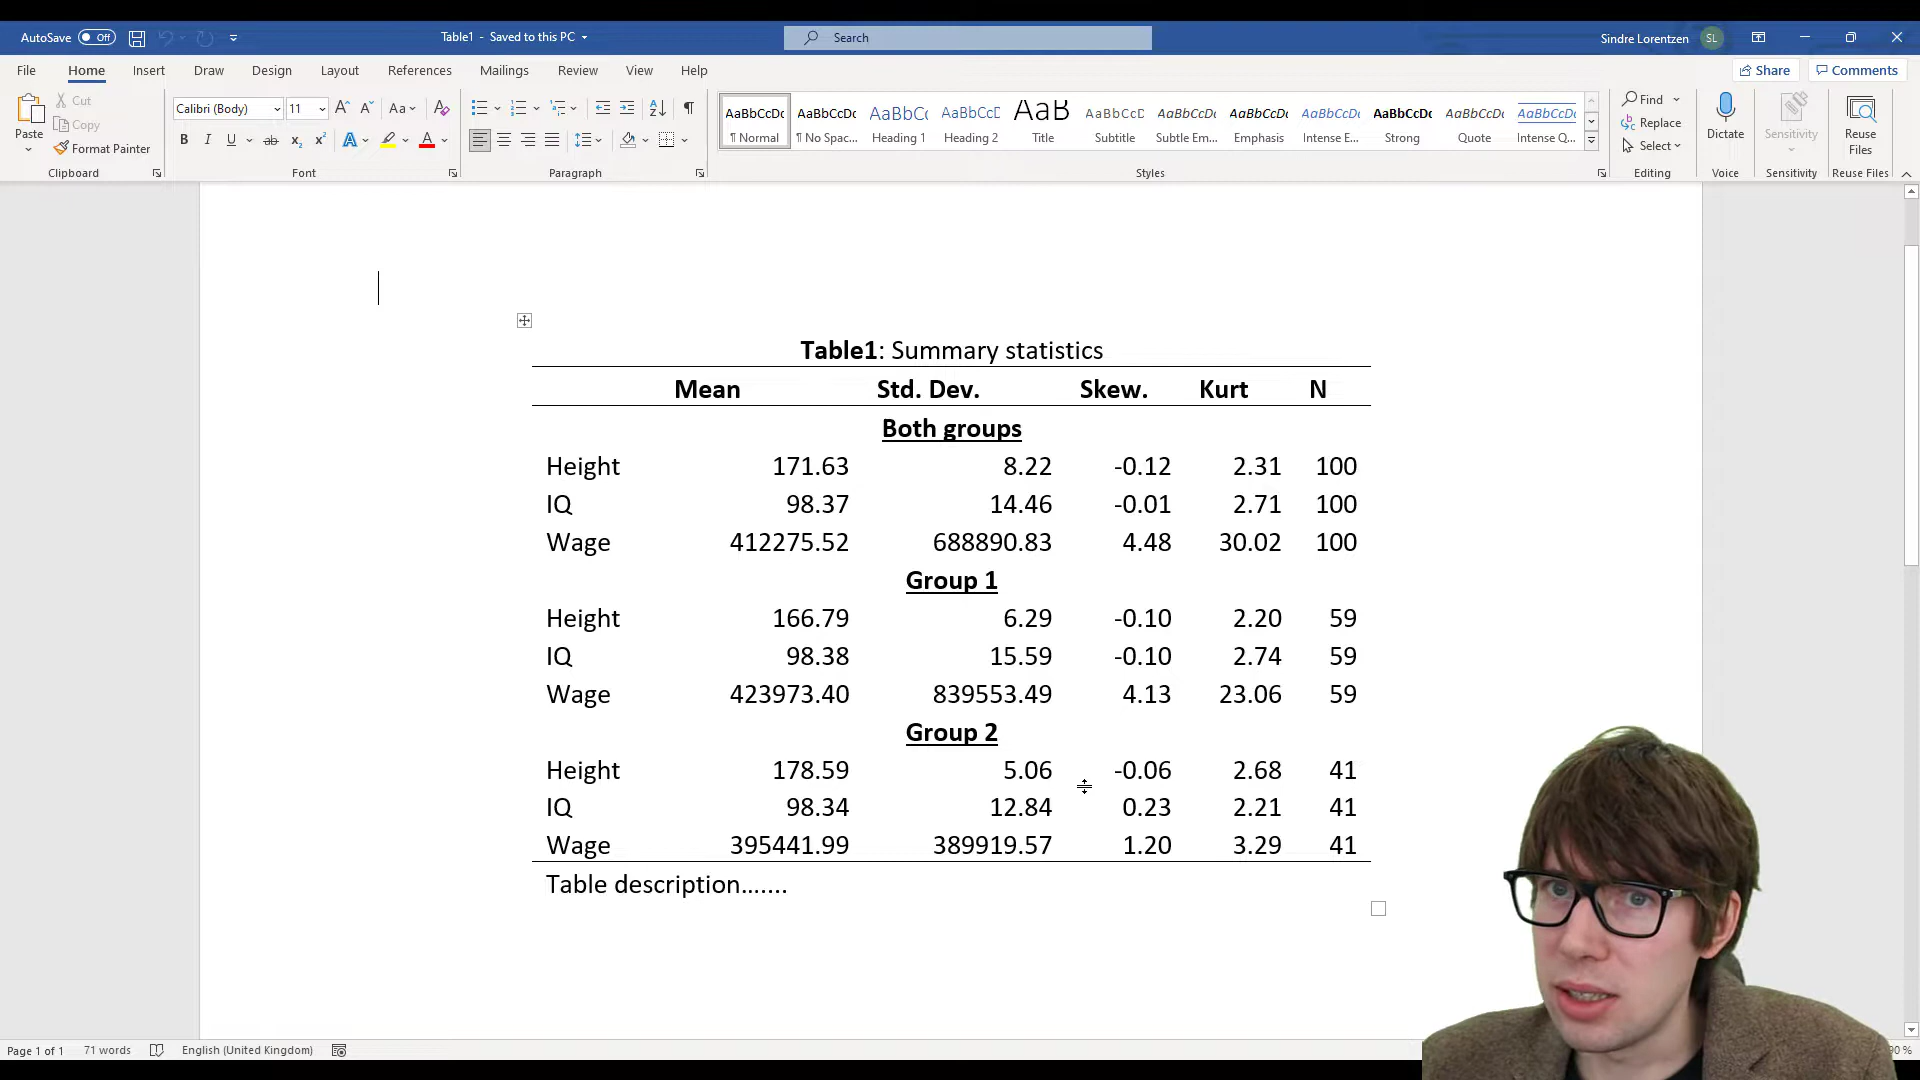 AutoSave Off
Table1 - Saved to this PC
Search
Sindre Lorentzen SL
File Home Insert Draw Design Layout References Mailings Review View Help
Share Comments
Paste
Cut
Copy
Format Painter
Clipboard
Calibri (Body) 11
Font
Paragraph
AaBbCcDc AaBbCcDc AaBbC AaBbCcC AaB AaBbCcD AaBbCcDc AaBbCcDc AaBbCcDc AaBbCcDc AaBbCcDc AaBbCcDc
¶ Normal ¶ No Spac... Heading 1 Heading 2 Title Subtitle Subtle Em... Emphasis Intense E... Strong Quote Intense Q...
Styles
Find
Replace
Select
Editing
Dictate
Voice
Sensitivity
Sensitivity
Reuse
Files
Reuse Files
Table1: Summary statistics
Mean Std. Dev. Skew. Kurt N
Both groups
Height 171.63 8.22 -0.12 2.31 100
IQ 98.37 14.46 -0.01 2.71 100
Wage 412275.52 688890.83 4.48 30.02 100
Group 1
Height 166.79 6.29 -0.10 2.20 59
IQ 98.38 15.59 -0.10 2.74 59
Wage 423973.40 839553.49 4.13 23.06 59
Group 2
Height 178.59 5.06 -0.06 2.68 41
IQ 98.34 12.84 0.23 2.21 41
Wage 395441.99 389919.57 1.20 3.29 41
Table description.......
Page 1 of 1 71 words English (United Kingdom)